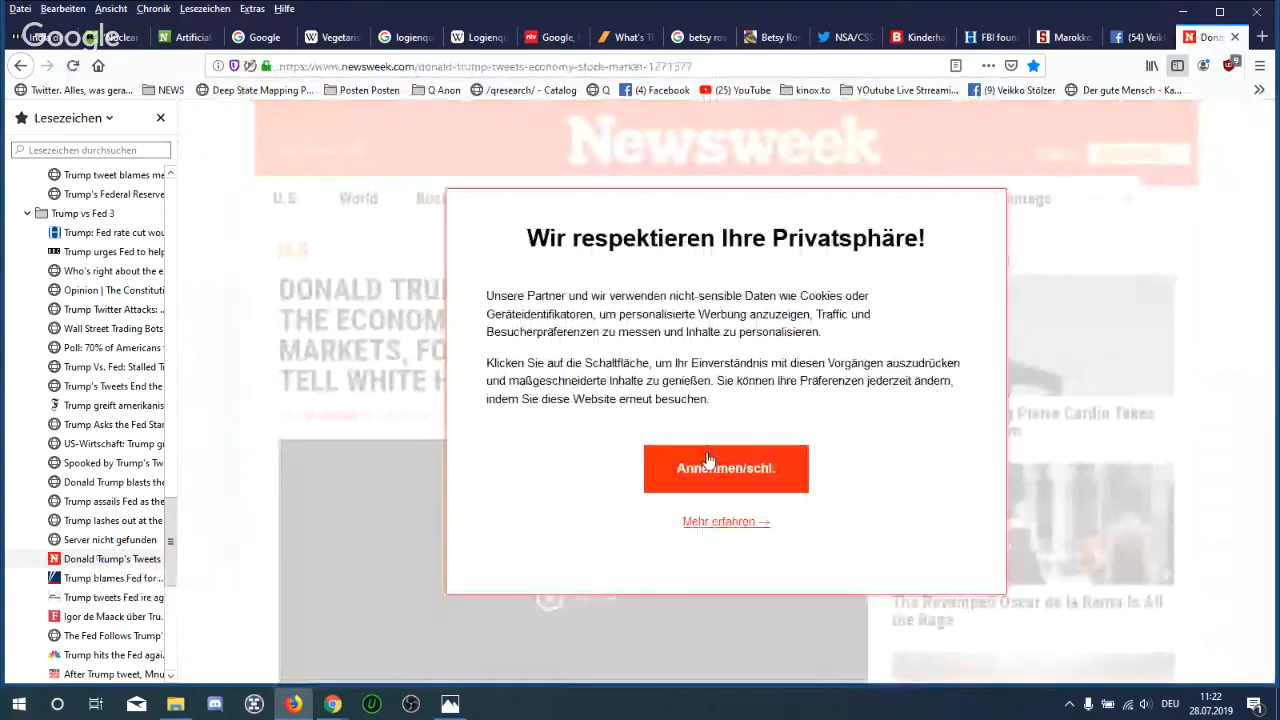 Datei Bearbeiten Ansicht Chronik Lesezeichen Extras Hilfe
Google
Artificial
Google
Vegetaris
logienqu
Logienqu
Google, I
What's Th
betsy ros
Betsy Ros
NSA/CSS
Kinderha
FBI found
Marokko
(54) Veik
Dona
https://www.newsweek.com/donald-trump-tweets-economy-stock-market-1271577
Twitter. Alles, was gera...
NEWS
Deep State Mapping P...
Posten Posten
Q Anon
/qresearch/ - Catalog
Q
(4) Facebook
(25) YouTube
kinox.to
YOutube Live Strreami...
(9) Veikko Stölzer
Der gute Mensch - Ka...
Lesezeichen
Lesezeichen durchsuchen
Trump tweet blames me
Trump's Federal Reserve
Trump vs Fed 3
Trump: Fed rate cut wou
Trump urges Fed to help
Who's right about the e
Opinion | The Constituti
Trump Twitter Attacks: ..
Wall Street Trading Bots
Poll: 70% of Americans
Trump Vs. Fed: Stalled T
Trump's Tweets End the
Trump greift amerikanis
Trump Asks the Fed Star
US-Wirtschaft: Trump gr
Spooked by Trump's Tw
Donald Trump blasts the
Trump assails Fed as the
Trump lashes out at the
Server nicht gefunden
Donald Trump's Tweets
Trump blames Fed for...
Trump tweets Fed ire ag
Igor de Maack über Tru.
The Fed Follows Trump'
Trump hits the Fed agai.
After Trump tweet, Mnu
Newsweek
U.S World
U.S
DONALD TRU
THE ECONOM
MARKETS, FO
TELL WHITE H
Wir respektieren Ihre Privatsphäre!
Unsere Partner und wir verwenden nicht-sensible Daten wie Cookies oder
Geräteidentifikatoren, um personalisierte Werbung anzuzeigen, Traffic und
Besucherpräferenzen zu messen und Inhalte zu personalisieren.
Klicken Sie auf die Schaltfläche, um Ihr Einverständnis mit diesen Vorgängen auszudrücken
und maßgeschneiderte Inhalte zu genießen. Sie können Ihre Präferenzen jederzeit ändern,
indem Sie diese Website erneut besuchen.
Annehmen/schl.
Mehr erfahren →
Pierre Cardin Takes
The Revamped Oscar de la Renta Is All
the Rage
DEU
11:22
28.07.2019